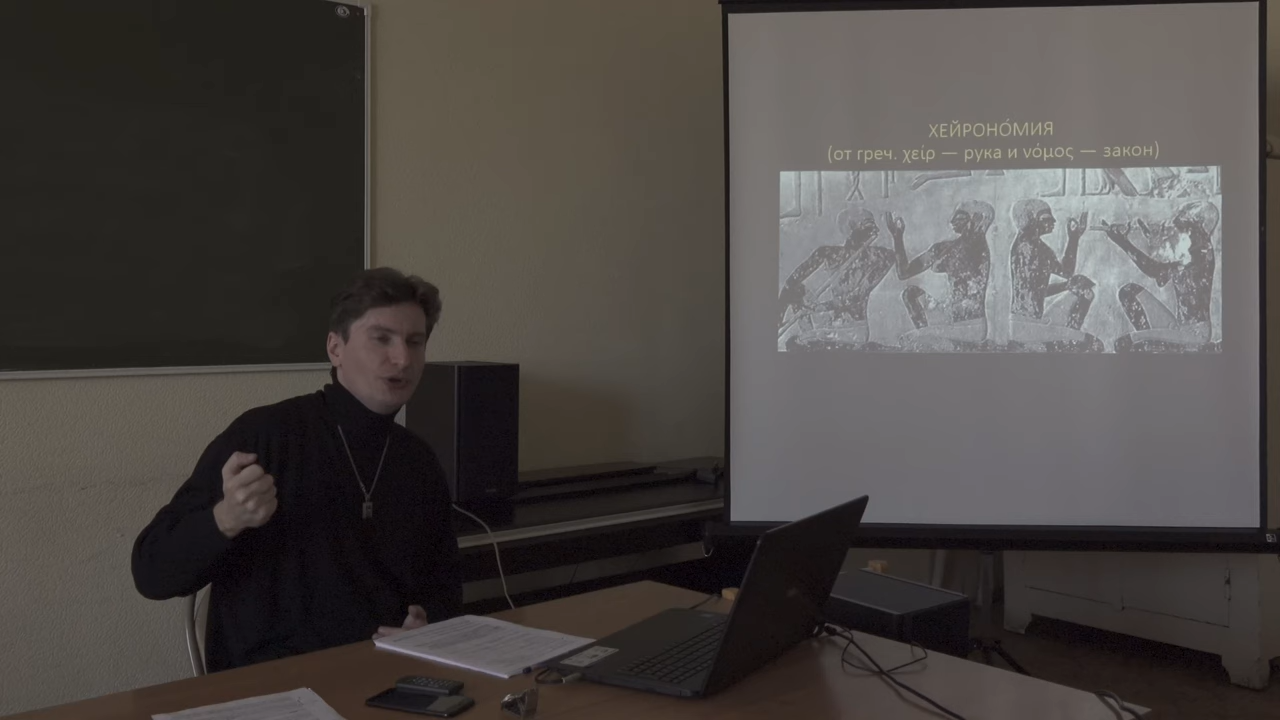 ХЕЙРОНО́МИЯ
(от греч. χείρ — рука и νόμος — закон)